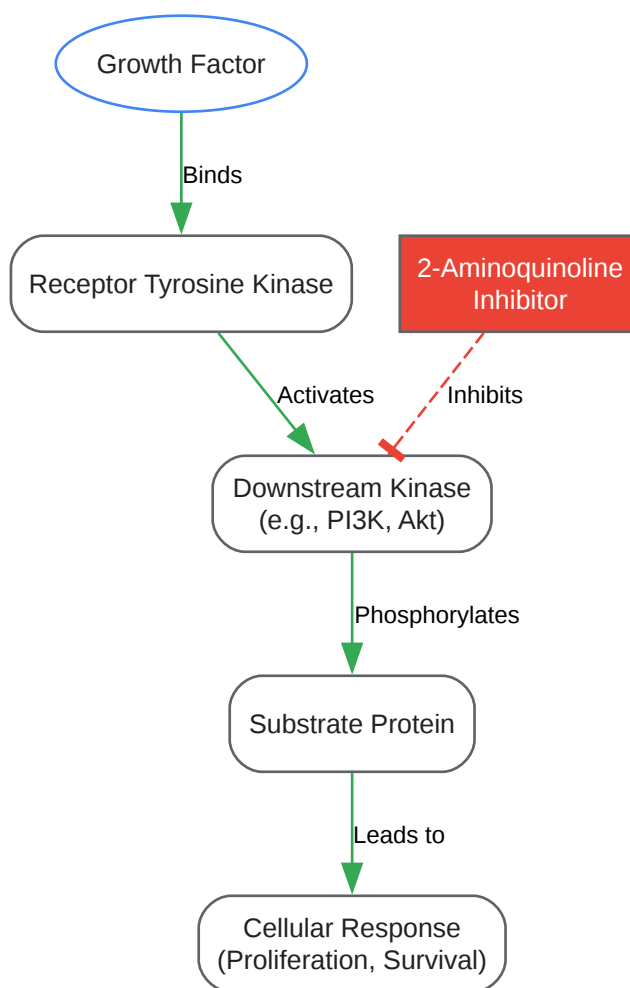 Growth Factor
Binds
Receptor Tyrosine Kinase
2-Aminoquinoline
Inhibitor
Activates
Inhibits
Downstream Kinase
(e.g., PI3K, Akt)
Phosphorylates
Substrate Protein
Leads to
Cellular Response
(Proliferation, Survival)